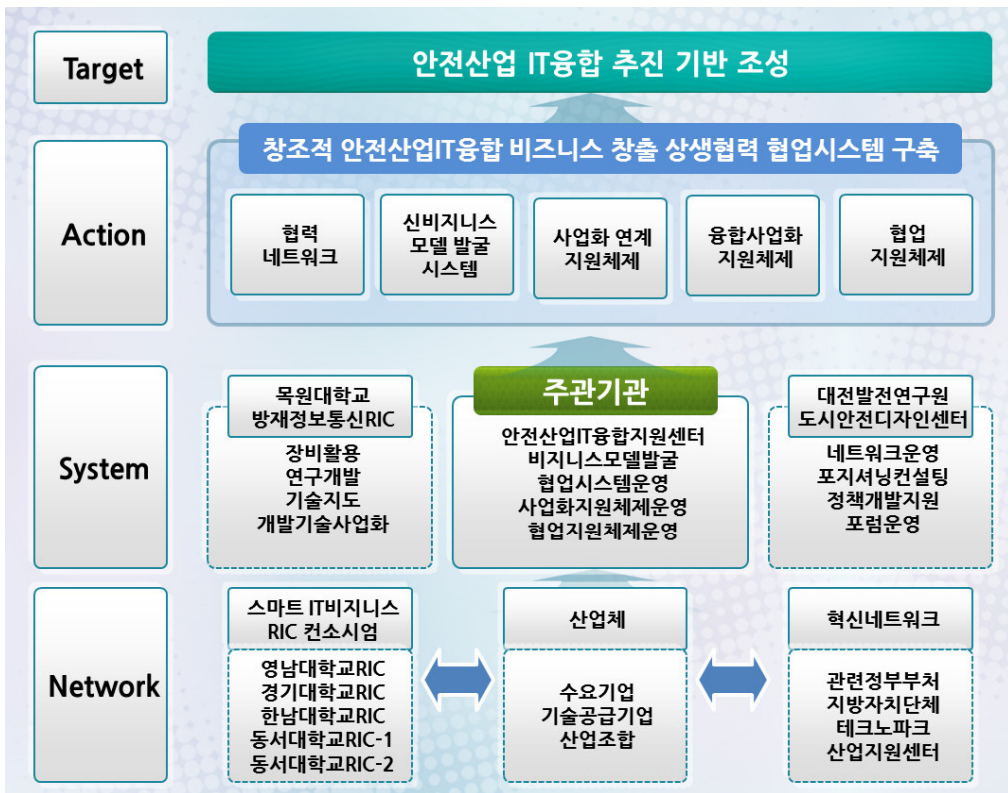 Target
안전산업 IT융합 추진 기반 조성
Action
창조적 안전산업IT융합 비즈니스 창출 상생협력 협업시스템 구축
협력
네트워크
신비지니스
모델 발굴
시스템
사업화 연계
지원체제
융합사업화
지원체제
협업
지원체제
System
목원대학교
방재정보통신RIC
장비활용
연구개발
기술지도
개발기술사업화
주관기관
안전산업IT융합지원센터
비지니스모델발굴
협업시스템운영
사업화지원체제운영
협업지원체제운영
대전발전연구원
도시안전디자인센터
네트워크운영
포지셔닝컨설팅
정책개발지원
포럼운영
Network
스마트 IT비지니스
RIC 컨소시엄
영남대학교RIC
경기대학교RIC
한남대학교RIC
동서대학교RIC-1
동서대학교RIC-2
산업체
수요기업
기술공급기업
산업조합
혁신네트워크
관련정부부처
지방자치단체
테크노파크
산업지원센터